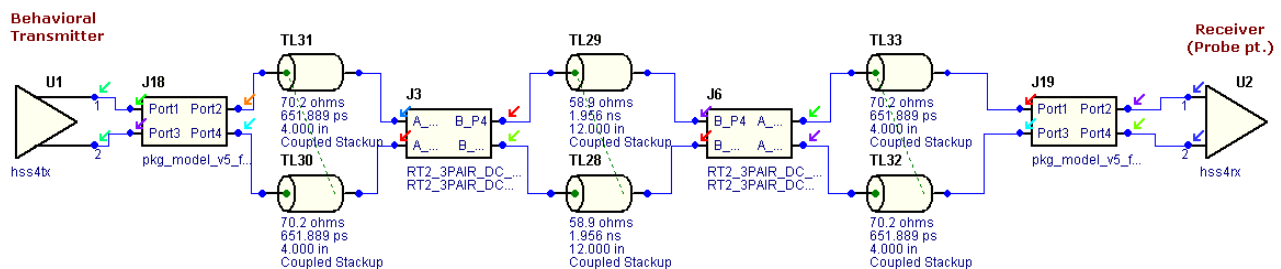 Behavioral
Transmitter
Receiver
(Probe pt.)
U1
J18
TL31
J3
TL29
J6
TL33
J19
U2
1
2
hss4tx
Port1 Port2
Port3 Port4
pkg_model_v5_f...
70.2 ohms
651.889 ps
4.000 in
Coupled Stackup
TL30
70.2 ohms
651.889 ps
4.000 in
Coupled Stackup
A_... B_P4
A_... B_...
RT2_3PAIR_DC_...
RT2_3PAIR_DC...
58.9 ohms
1.956 ns
12.000 in
Coupled Stackup
TL28
58.9 ohms
1.956 ns
12.000 in
Coupled Stackup
B_P4 A_...
B_... A_...
RT2_3PAIR_DC_...
RT2_3PAIR_DC...
70.2 ohms
651.889 ps
4.000 in
Coupled Stackup
TL32
70.2 ohms
651.889 ps
4.000 in
Coupled Stackup
Port1 Port2
Port3 Port4
pkg_model_v5_f...
1
2
hss4rx